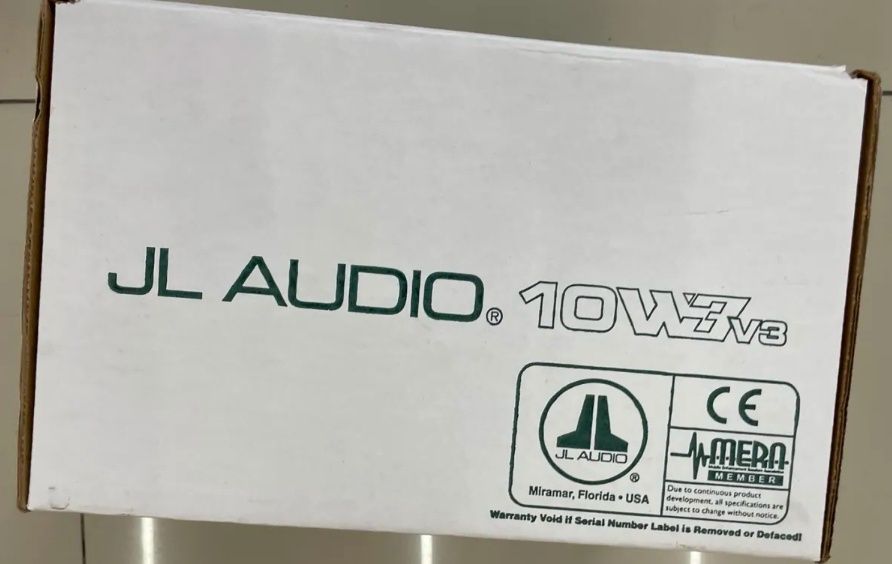 JL AUDIO® 10W3V3
JL AUDIO
®
Miramar, Florida • USA
CE
MERA
MEMBER
Due to continuous product
development, all specifications are
subject to change without notice.
Warranty Void if Serial Number Label is Removed or Defaced!